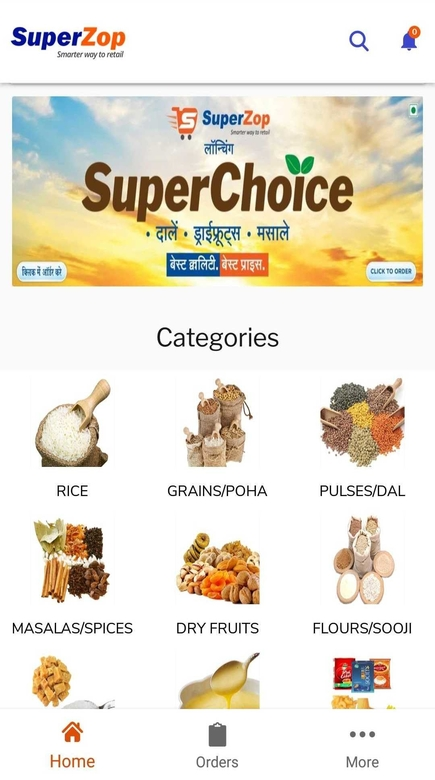 SuperZop
Smarter way to retail
0
SuperZop
Smarter way to retail
लॉन्चिंग
SuperChoice
• दालें • ड्राईफ्रूट्स • मसाले
बेस्ट क्वालिटी. बेस्ट प्राइस.
क्लिक में ऑर्डर करे
CLICK TO ORDER
Categories
RICE
GRAINS/POHA
PULSES/DAL
MASALAS/SPICES
DRY FRUITS
FLOURS/SOOJI
Home
Orders
More